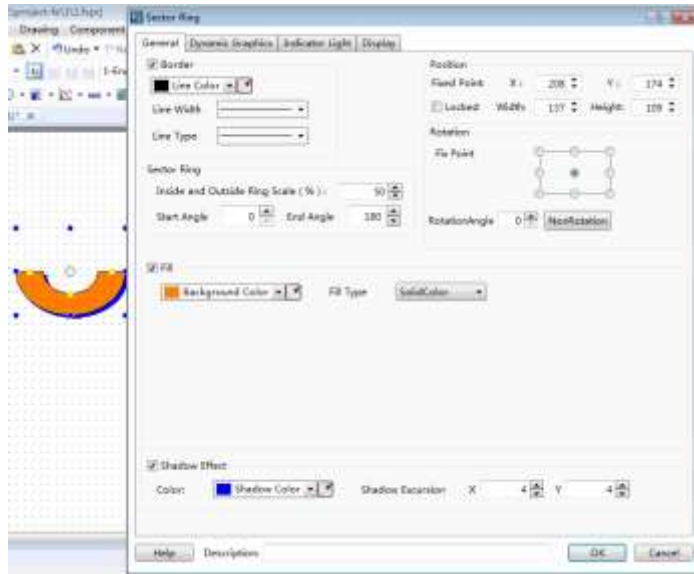 Drawing Component
Undo
Sector Ring
General Dynamic Graphics Indicator Light Display
Border
Line Color
Line Width
Line Type
Position
Fixed Point X: 208 Y: 174
Locked Width: 137 Height: 109
Rotation
Fix Point
RotationAngle 0 NonRotation
Sector Ring
Inside and Outside Ring Scale ( % ): 50
Start Angle 0 End Angle 180
Fill
Background Color Fill Type SolidColor
Shadow Effect
Color: Shadow Color Shadow Excursion X 4 Y 4
Help Description OK Cancel